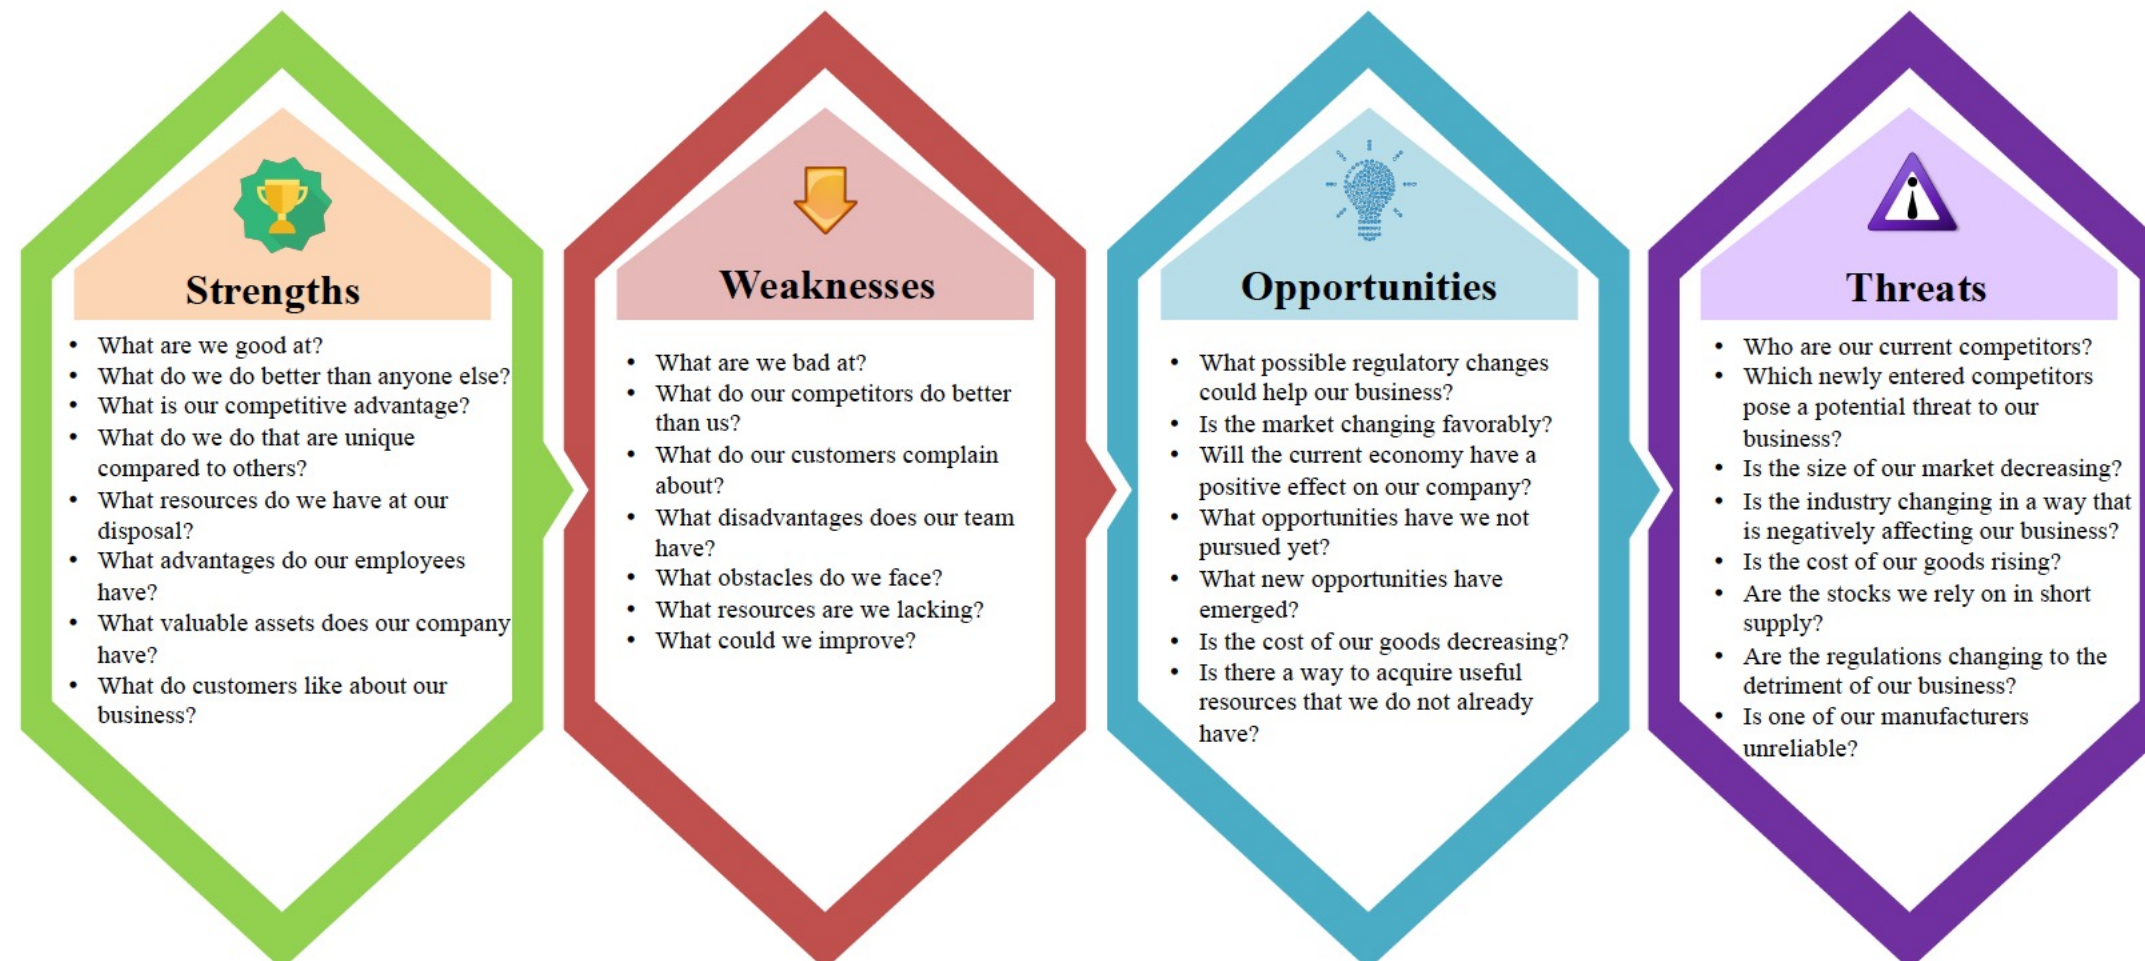 Strengths
• What are we good at?
• What do we do better than anyone else?
• What is our competitive advantage?
• What do we do that are unique
compared to others?
• What resources do we have at our
disposal?
• What advantages do our employees
have?
• What valuable assets does our company
have?
• What do customers like about our
business?
Weaknesses
• What are we bad at?
• What do our competitors do better
than us?
• What do our customers complain
about?
• What disadvantages does our team
have?
• What obstacles do we face?
• What resources are we lacking?
• What could we improve?
Opportunities
• What possible regulatory changes
could help our business?
• Is the market changing favorably?
• Will the current economy have a
positive effect on our company?
• What opportunities have we not
pursued yet?
• What new opportunities have
emerged?
• Is the cost of our goods decreasing?
• Is there a way to acquire useful
resources that we do not already
have?
Threats
• Who are our current competitors?
• Which newly entered competitors
pose a potential threat to our
business?
• Is the size of our market decreasing?
• Is the industry changing in a way that
is negatively affecting our business?
• Is the cost of our goods rising?
• Are the stocks we rely on in short
supply?
• Are the regulations changing to the
detriment of our business?
• Is one of our manufacturers
unreliable?